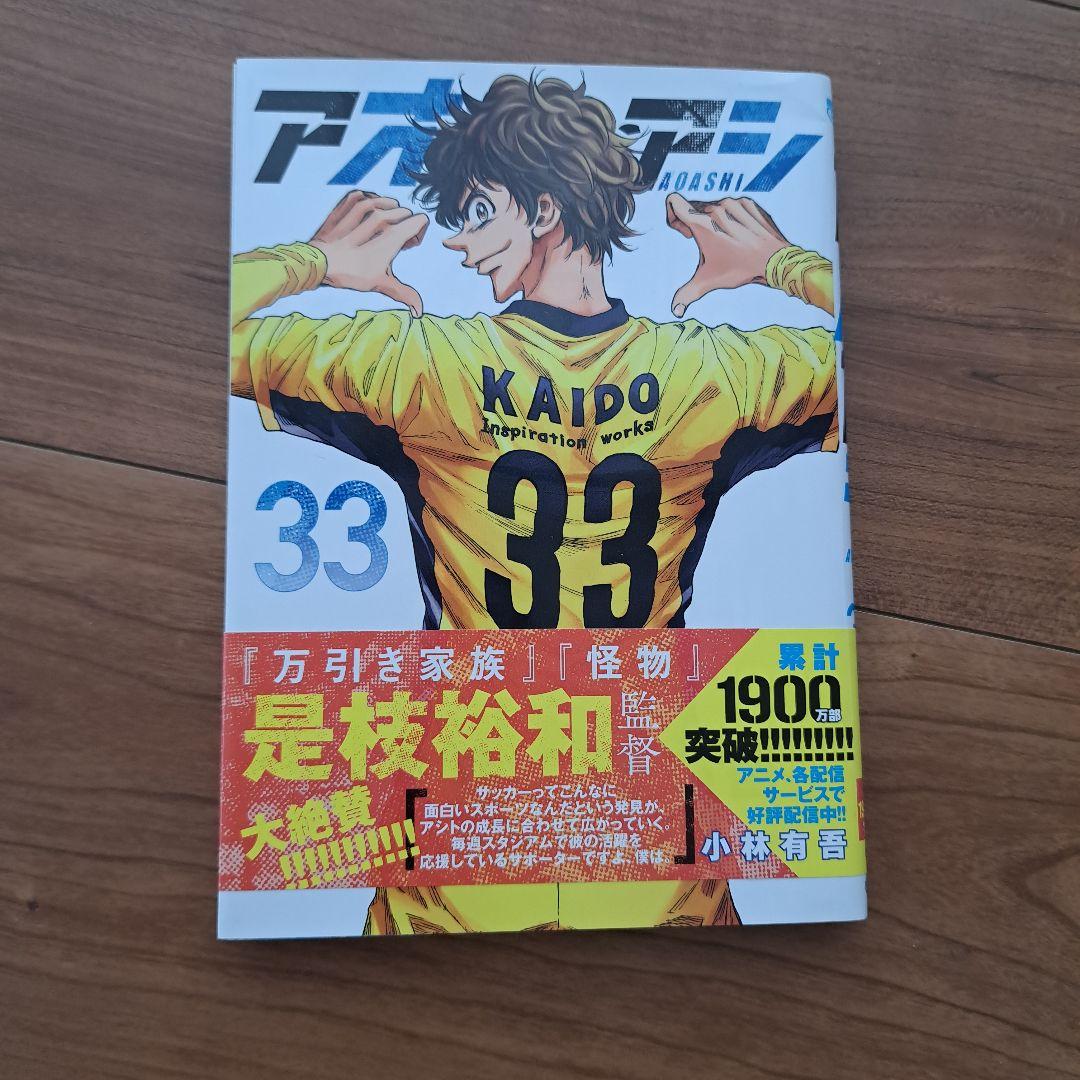 アオアシ
AOASHI
KAIDO
Inspiration works
33
33
『万引き家族』『怪物』
是枝裕和監督
大絶賛!!!!!!!!!!
サッカーってこんなに
面白いスポーツなんだという発見が、
アシトの成長に合わせて広がっていく。
毎週スタジアムで彼の活躍を
応援しているサポーターですよ、僕は。
累計
1900万部
突破!!!!!!!!!
アニメ、各配信
サービスで
好評配信中!!
小林有吾